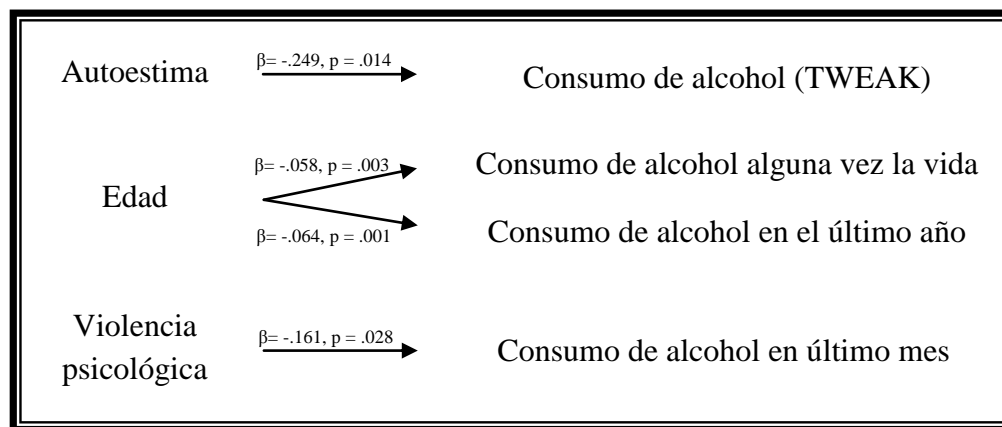 Autoestima
β= -.249, p = .014
Consumo de alcohol (TWEAK)
Edad
β= -.058, p = .003
Consumo de alcohol alguna vez la vida
β= -.064, p = .001
Consumo de alcohol en el último año
Violencia
psicológica
β= -.161, p = .028
Consumo de alcohol en último mes